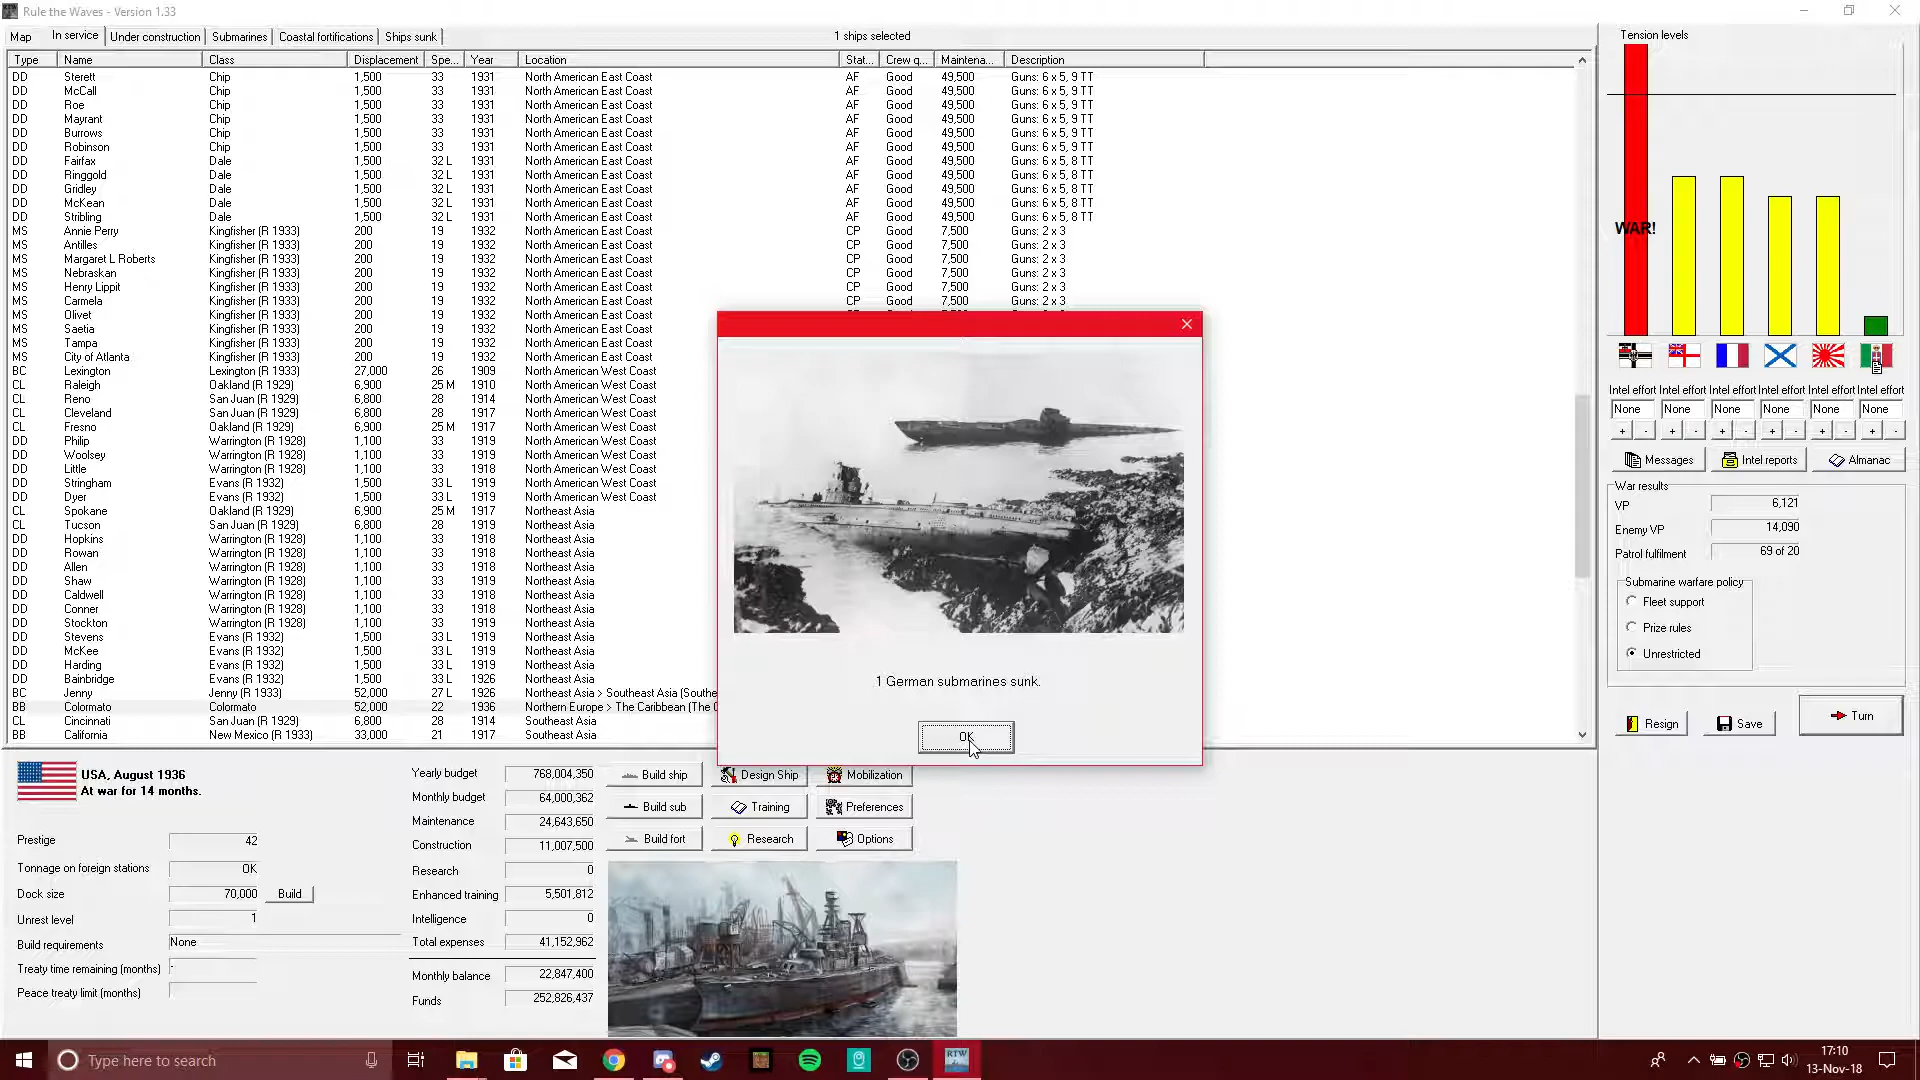 Rule the Waves - Version 1.33
Map In service Under construction Submarines Coastal fortifications Ships sunk 1 ships selected
Type Name Class Displacement Spe... Year Location Stat... Crew q... Maintena... Description
DD Sterett Chip 1,500 33 1931 North American East Coast AF Good 49,500 Guns: 6 x 5, 9 TT
DD McCall Chip 1,500 33 1931 North American East Coast AF Good 49,500 Guns: 6 x 5, 9 TT
DD Roe Chip 1,500 33 1931 North American East Coast AF Good 49,500 Guns: 6 x 5, 9 TT
DD Mayrant Chip 1,500 33 1931 North American East Coast AF Good 49,500 Guns: 6 x 5, 9 TT
DD Burrows Chip 1,500 33 1931 North American East Coast AF Good 49,500 Guns: 6 x 5, 9 TT
DD Robinson Chip 1,500 33 1931 North American East Coast AF Good 49,500 Guns: 6 x 5, 9 TT
DD Fairfax Dale 1,500 32 L 1931 North American East Coast AF Good 49,500 Guns: 6 x 5, 8 TT
DD Ringgold Dale 1,500 32 L 1931 North American East Coast AF Good 49,500 Guns: 6 x 5, 8 TT
DD Gridley Dale 1,500 32 L 1931 North American East Coast AF Good 49,500 Guns: 6 x 5, 8 TT
DD McKean Dale 1,500 32 L 1931 North American East Coast AF Good 49,500 Guns: 6 x 5, 8 TT
DD Stribling Dale 1,500 32 L 1931 North American East Coast AF Good 49,500 Guns: 6 x 5, 8 TT
MS Annie Perry Kingfisher (R 1933) 200 19 1932 North American East Coast CP Good 7,500 Guns: 2 x 3
MS Antilles Kingfisher (R 1933) 200 19 1932 North American East Coast CP Good 7,500 Guns: 2 x 3
MS Margaret L Roberts Kingfisher (R 1933) 200 19 1932 North American East Coast CP Good 7,500 Guns: 2 x 3
MS Nebraskan Kingfisher (R 1933) 200 19 1932 North American East Coast CP Good 7,500 Guns: 2 x 3
MS Henry Lippit Kingfisher (R 1933) 200 19 1932 North American East Coast CP Good 7,500 Guns: 2 x 3
MS Carmela Kingfisher (R 1933) 200 19 1932 North American East Coast CP Good 7,500 Guns: 2 x 3
MS Olivet Kingfisher (R 1933) 200 19 1932 North American East Coast
MS Saetia Kingfisher (R 1933) 200 19 1932 North American East Coast
MS Tampa Kingfisher (R 1933) 200 19 1932 North American East Coast
MS City of Atlanta Kingfisher (R 1933) 200 19 1932 North American East Coast
BC Lexington Lexington (R 1933) 27,000 26 1909 North American West Coast
CL Raleigh Oakland (R 1929) 6,900 25 M 1910 North American West Coast
CL Reno San Juan (R 1929) 6,800 28 1914 North American West Coast
CL Cleveland San Juan (R 1929) 6,800 28 1917 North American West Coast
CL Fresno Oakland (R 1929) 6,900 25 M 1917 North American West Coast
DD Philip Warrington (R 1928) 1,100 33 1919 North American West Coast
DD Woolsey Warrington (R 1928) 1,100 33 1919 North American West Coast
DD Little Warrington (R 1928) 1,100 33 1918 North American West Coast
DD Stringham Evans (R 1932) 1,500 33 L 1919 North American West Coast
DD Dyer Evans (R 1932) 1,500 33 L 1919 North American West Coast
CL Spokane Oakland (R 1929) 6,900 25 M 1917 Northeast Asia
CL Tucson San Juan (R 1929) 6,800 28 1919 Northeast Asia
DD Hopkins Warrington (R 1928) 1,100 33 1918 Northeast Asia
DD Rowan Warrington (R 1928) 1,100 33 1918 Northeast Asia
DD Allen Warrington (R 1928) 1,100 33 1918 Northeast Asia
DD Shaw Warrington (R 1928) 1,100 33 1919 Northeast Asia
DD Caldwell Warrington (R 1928) 1,100 33 1918 Northeast Asia
DD Conner Warrington (R 1928) 1,100 33 1918 Northeast Asia
DD Stockton Warrington (R 1928) 1,100 33 1918 Northeast Asia
DD Stevens Evans (R 1932) 1,500 33 L 1919 Northeast Asia
DD McKee Evans (R 1932) 1,500 33 L 1919 Northeast Asia
DD Harding Evans (R 1932) 1,500 33 L 1919 Northeast Asia
DD Bainbridge Evans (R 1932) 1,500 33 L 1926 Northeast Asia
BC Jenny Jenny (R 1933) 52,000 27 L 1926 Northeast Asia > Southeast Asia (Southe
BB Colormato Colormato 52,000 22 1936 Northern Europe > The Caribbean (The C
CL Cincinnati San Juan (R 1929) 6,800 28 1914 Southeast Asia
BB California New Mexico (R 1933) 33,000 21 1917 Southeast Asia
1 German submarines sunk.
OK
Tension levels
WAR!
Intel effort Intel effort Intel effort Intel effort Intel effort Intel effort
None None None None None None
+ - + - + - + - + - + -
Messages Intel reports Almanac
War results
VP 6,121
Enemy VP 14,090
Patrol fulfilment 69 of 20
Submarine warfare policy
Fleet support
Prize rules
Unrestricted
Resign Save Turn
USA, August 1936
At war for 14 months.
Prestige 42
Tonnage on foreign stations OK
Dock size 70,000 Build
Unrest level 1
Build requirements None
Treaty time remaining (months) -
Peace treaty limit (months)
Yearly budget 768,004,350
Monthly budget 64,000,362
Maintenance 24,643,650
Construction 11,007,500
Research 0
Enhanced training 5,501,812
Intelligence 0
Total expenses 41,152,962
Monthly balance 22,847,400
Funds 252,826,437
Build ship Design Ship Mobilization
Build sub Training Preferences
Build fort Research Options
Type here to search
RTW
17:10
13-Nov-18